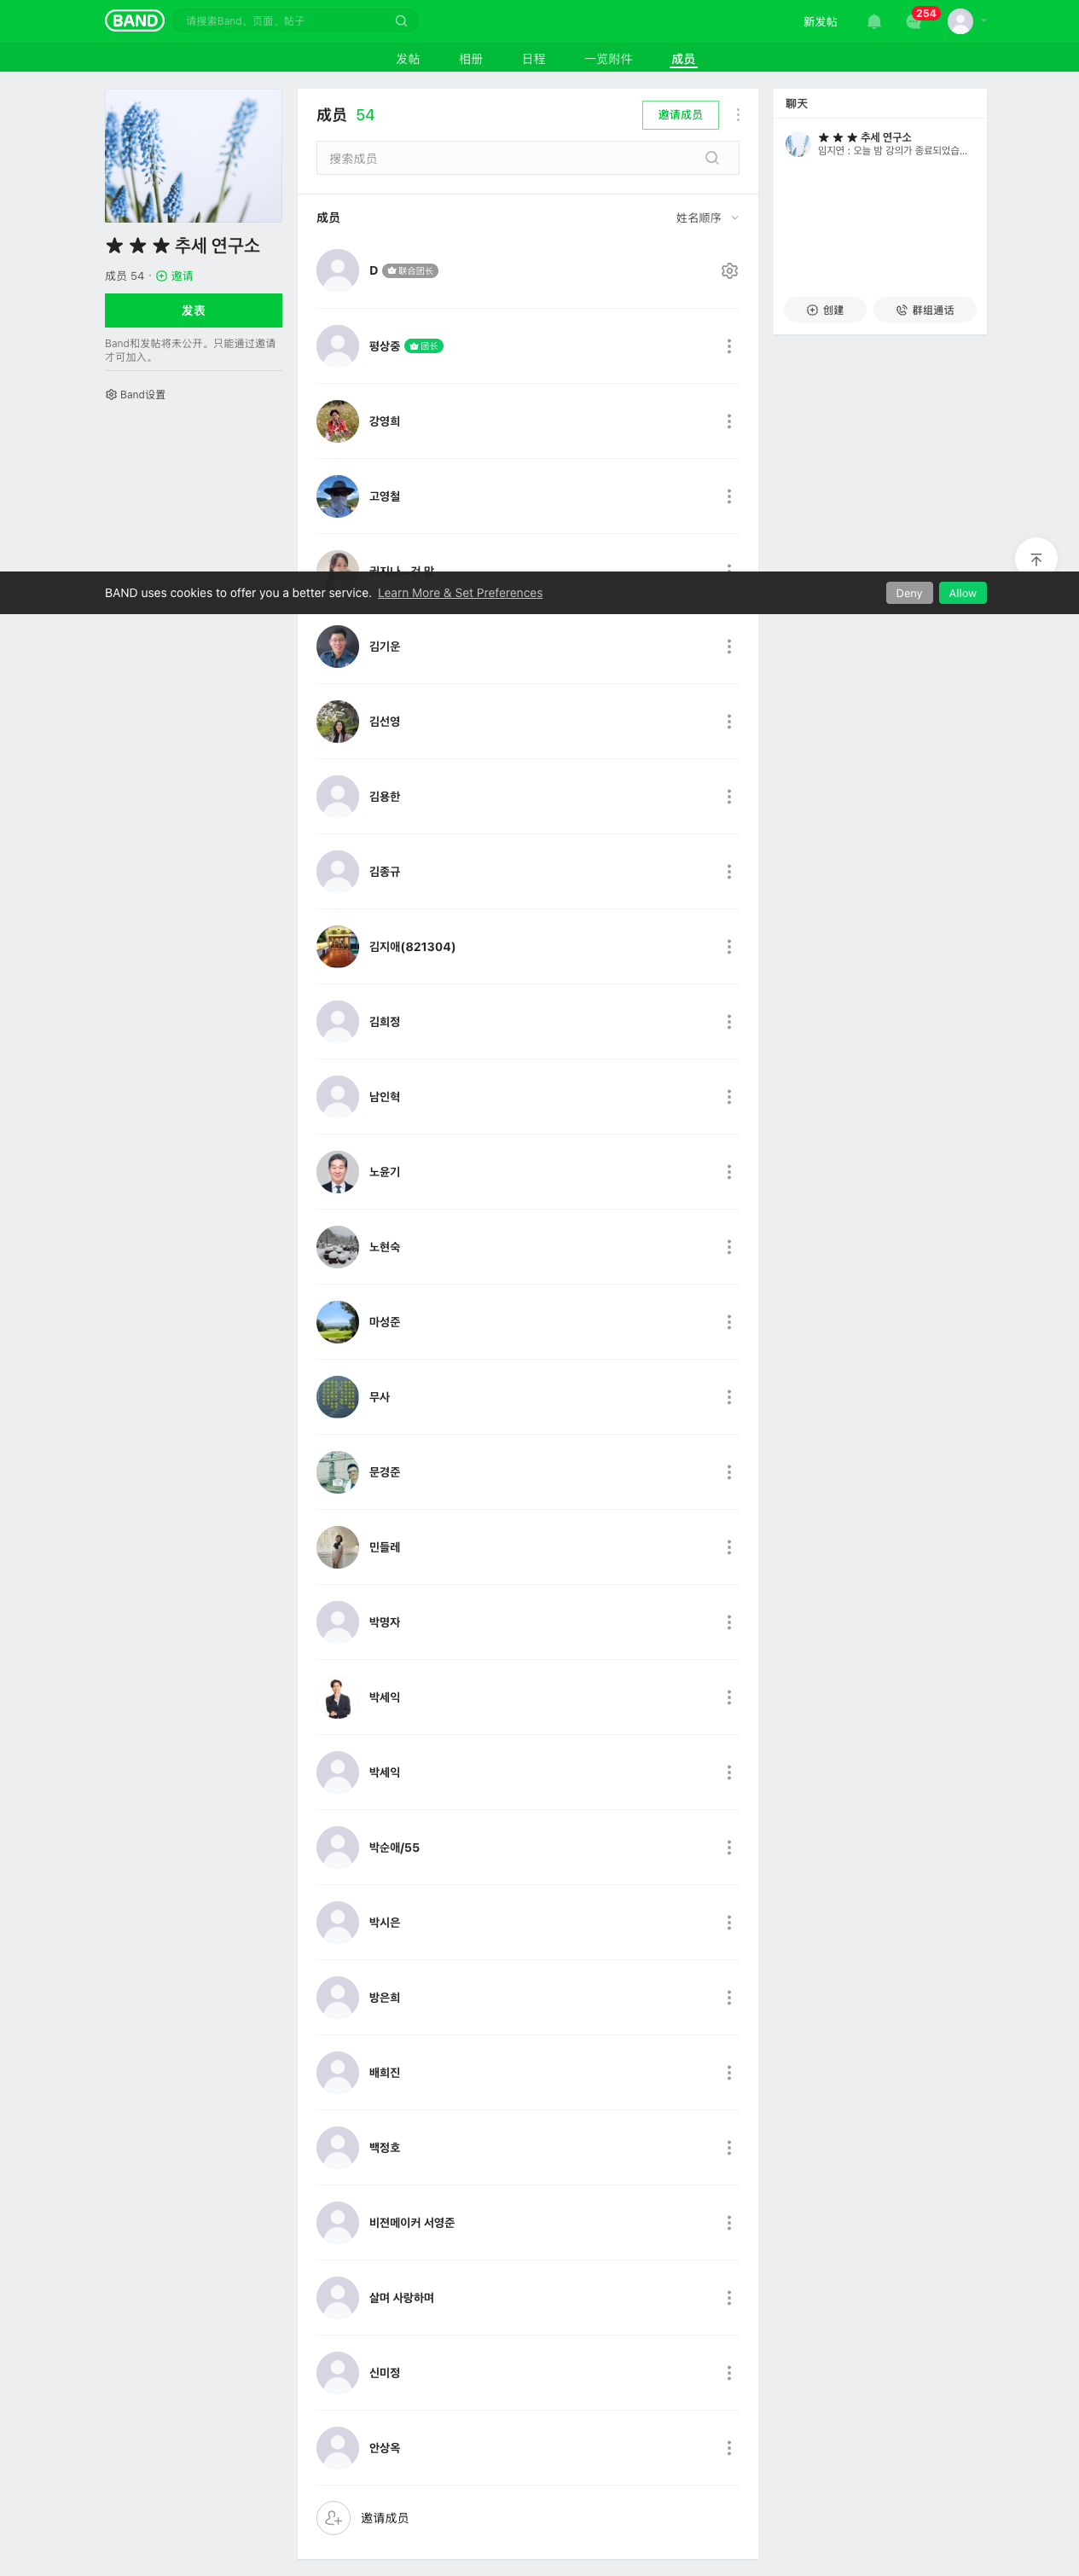 BAND
请搜索Band、页面、帖子
新发帖
254
发帖
相册
日程
一览附件
成员
★ ★ ★ 추세 연구소
成员 54 · 邀请
发表
Band和发帖将未公开。只能通过邀请
才可加入。
Band设置
成员 54
邀请成员
搜索成员
成员
姓名顺序
D 联合团长
평상중 团长
강영희
고영철
BAND uses cookies to offer you a better service. Learn More & Set Preferences
Deny
Allow
김기운
김선영
김용한
김종규
김지애(821304)
김희정
남인혁
노윤기
노현숙
마성준
무사
문경준
민들레
박명자
박세익
박세익
박순애/55
박시은
방은희
배희진
백정호
비젼메이커 서영준
살며 사랑하며
신미정
안상옥
邀请成员
聊天
★ ★ ★ 추세 연구소
임지연 : 오늘 밤 강의가 종료되었습...
创建
群组通话